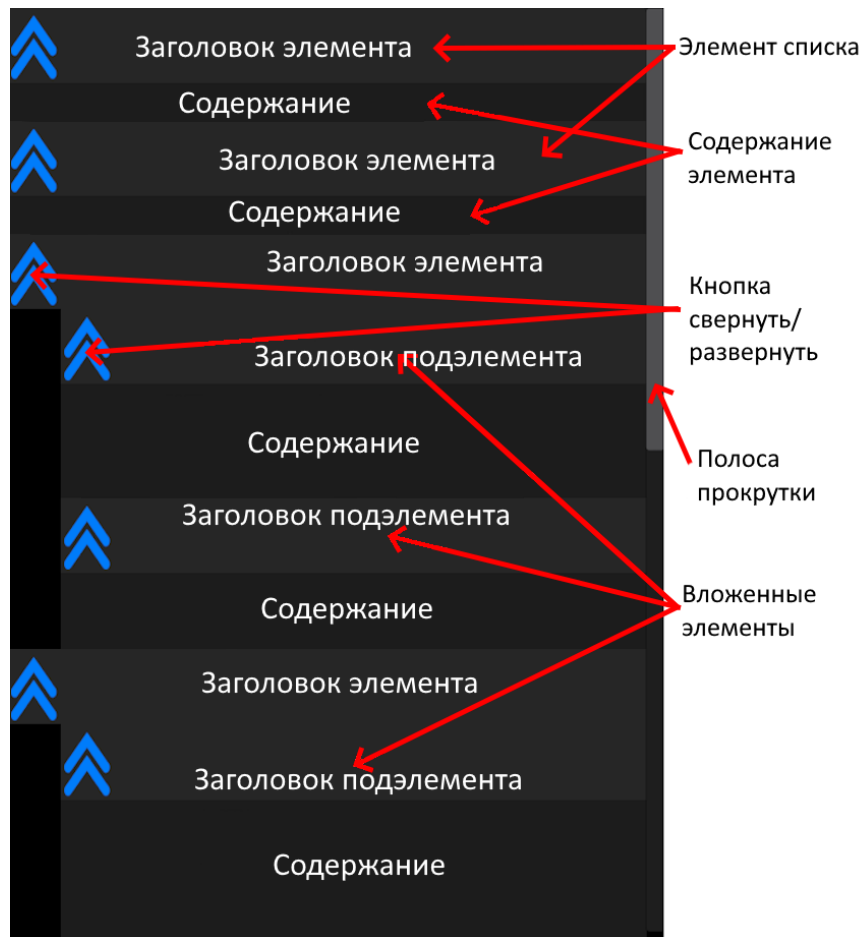 Заголовок элемента
Элемент списка
Содержание
Содержание
элемента
Заголовок элемента
Содержание
Заголовок элемента
Кнопка
свернуть/
развернуть
Заголовок подэлемента
Содержание
Полоса
прокрутки
Заголовок подэлемента
Содержание
Вложенные
элементы
Заголовок элемента
Заголовок подэлемента
Содержание